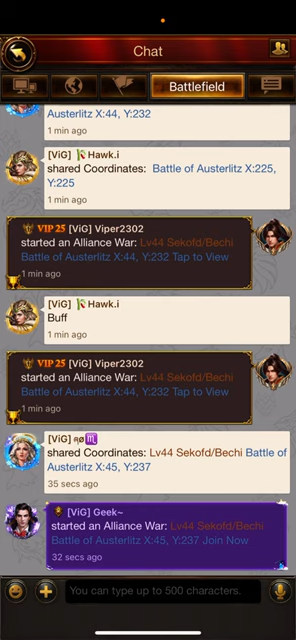 Chat
Battlefield
Austerlitz X:44, Y:232
1 min ago
[ViG] Hawk.i
shared Coordinates:  Battle of Austerlitz X:225,
Y:225
1 min ago
VIP 25 [ViG] Viper2302
started an Alliance War: Lv44 Sekofd/Bechi
Battle of Austerlitz X:44, Y:232 Tap to View
1 min ago
[ViG] Hawk.i
Buff
1 min ago
VIP 25 [ViG] Viper2302
started an Alliance War: Lv44 Sekofd/Bechi
Battle of Austerlitz X:44, Y:232 Tap to View
1 min ago
[ViG]
shared Coordinates: Lv44 Sekofd/Bechi Battle of
Austerlitz X:45, Y:237
35 secs ago
[ViG] Geek~
started an Alliance War: Lv44 Sekofd/Bechi
Battle of Austerlitz X:45, Y:237 Join Now
32 secs ago
You can type up to 500 characters.